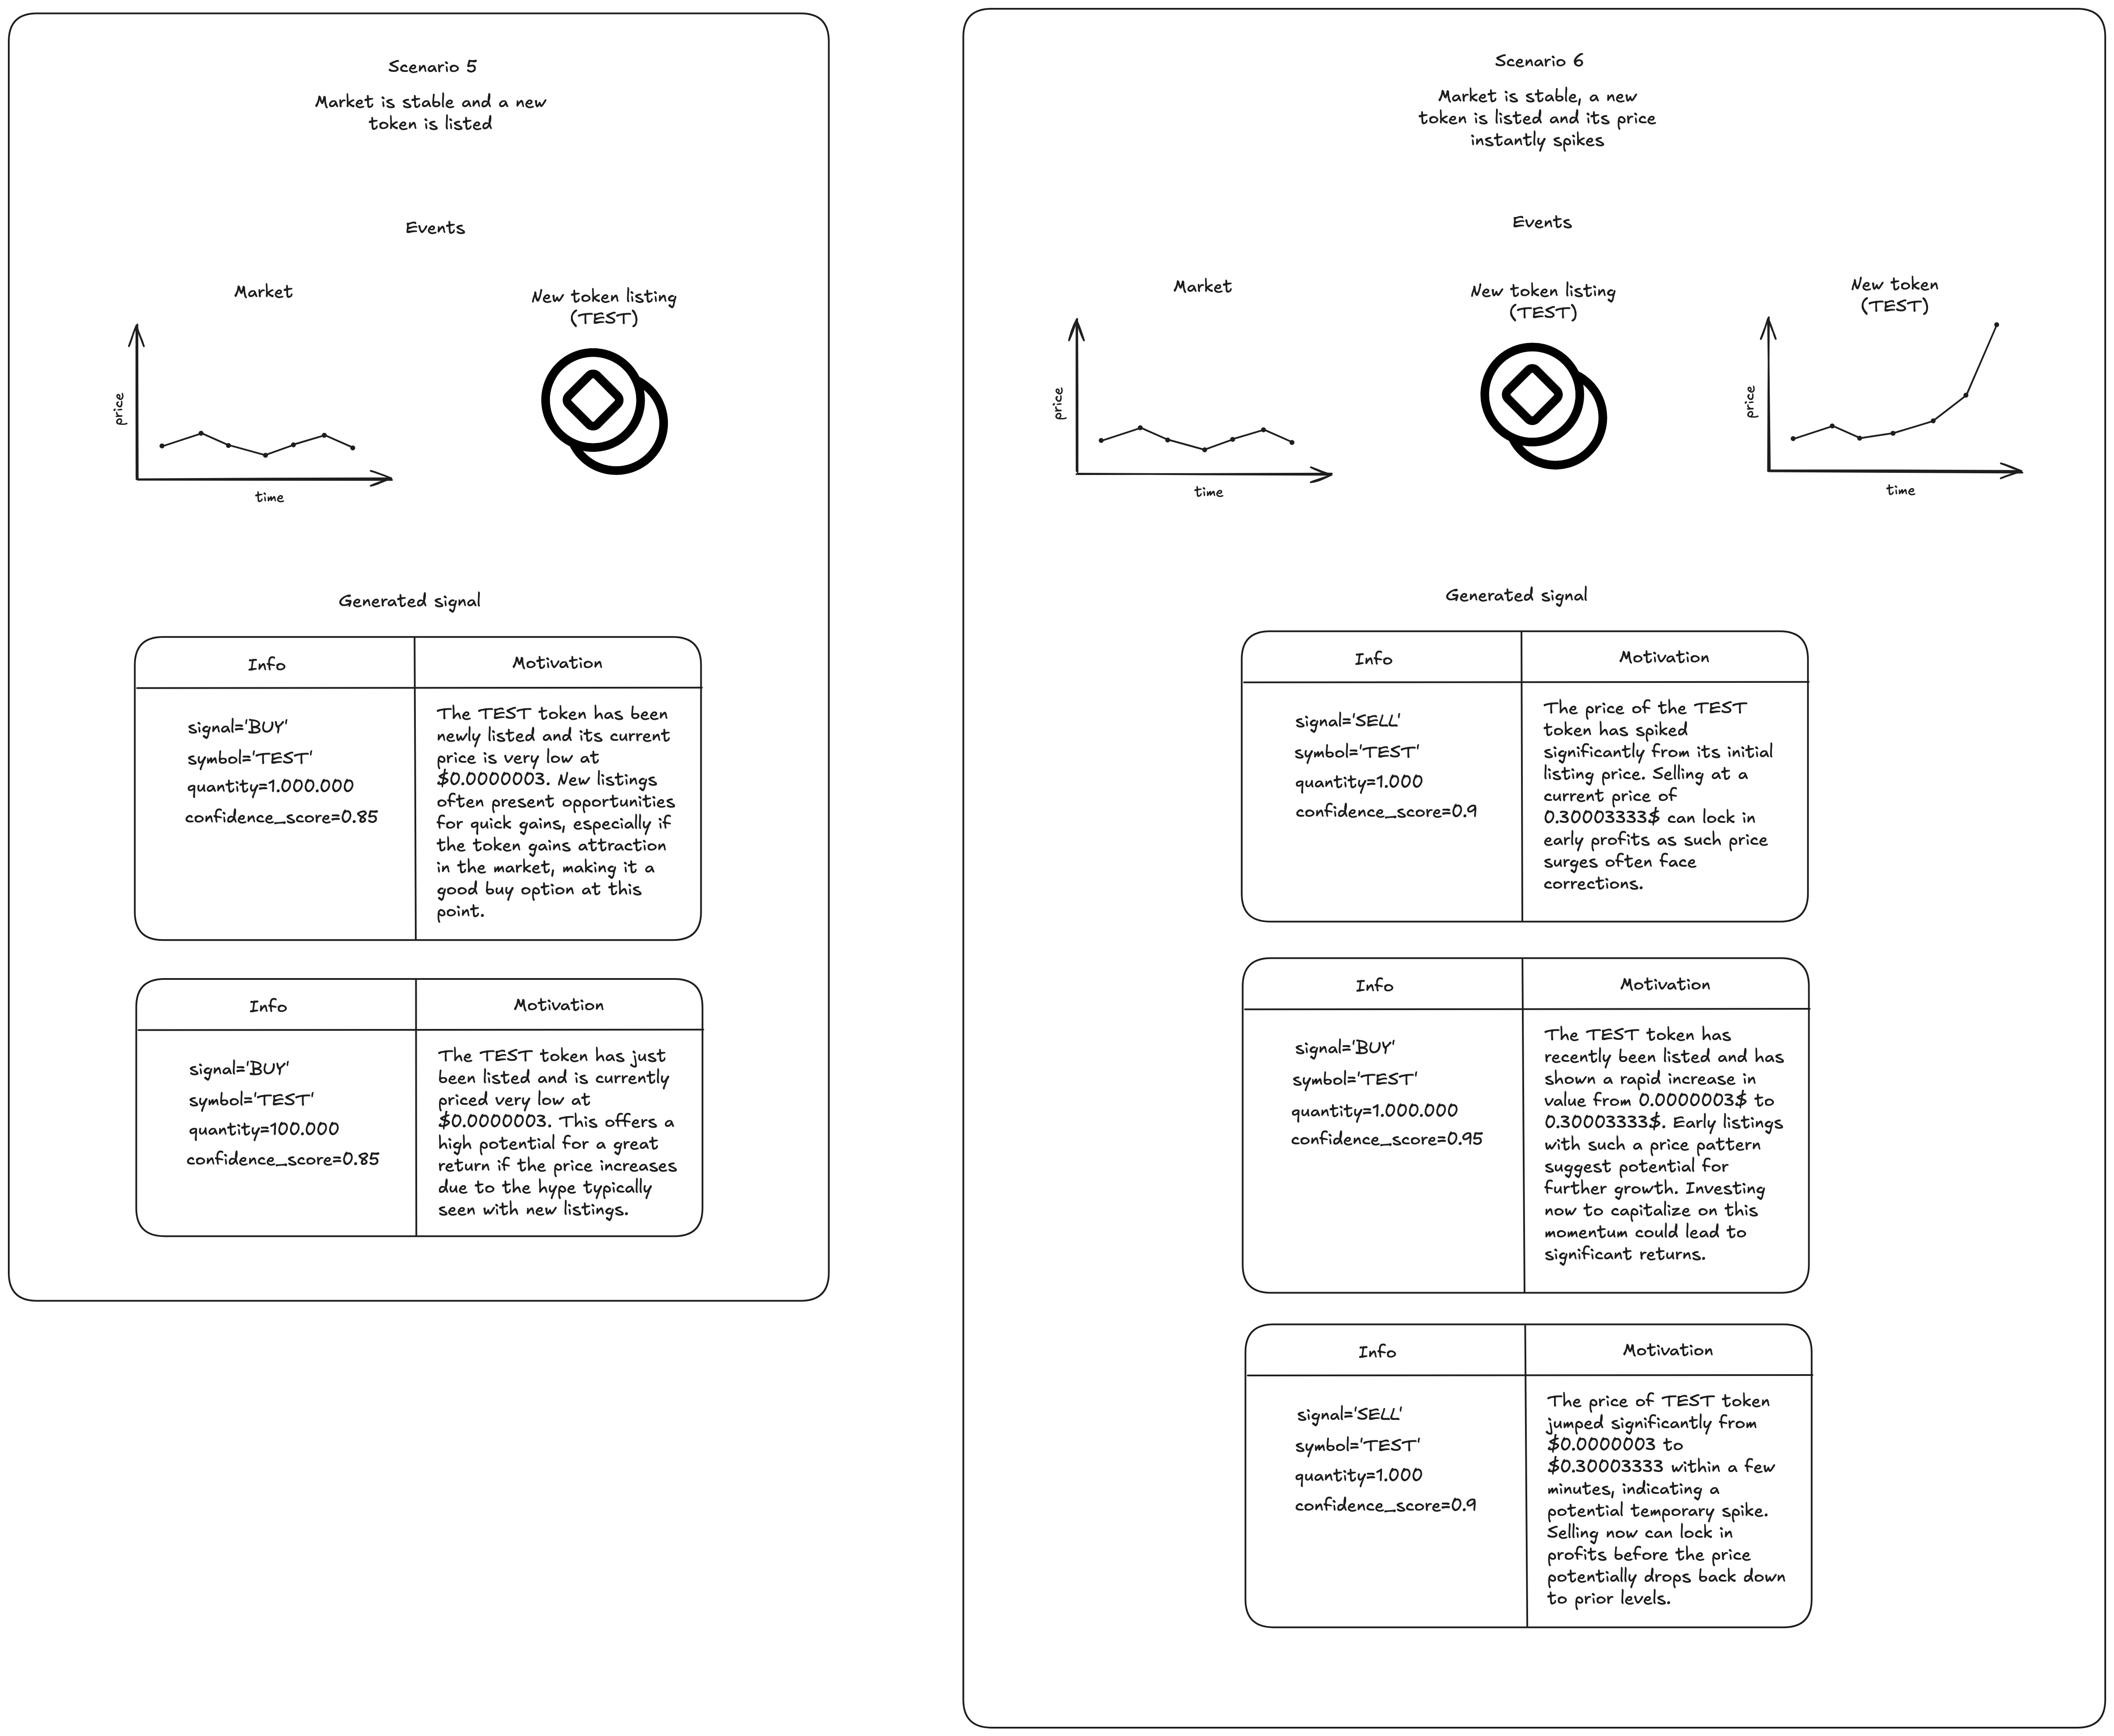 Scenario 5
Market is stable and a new
token is listed
Events
Market
price
time
New token listing
(TEST)
Generated signal
Info
Motivation
signal='BUY'
symbol='TEST'
quantity=1.000.000
confidence_score=0.85
The TEST token has been
newly listed and its current
price is very low at
$0.0000003. New listings
often present opportunities
for quick gains, especially if
the token gains attraction
in the market, making it a
good buy option at this
point.
Info
Motivation
signal='BUY'
symbol='TEST'
quantity=100.000
confidence_score=0.85
The TEST token has just
been listed and is currently
priced very low at
$0.0000003. This offers a
high potential for a great
return if the price increases
due to the hype typically
seen with new listings.
Scenario 6
Market is stable, a new
token is listed and its price
instantly spikes
Events
Market
price
time
New token listing
(TEST)
New token
(TEST)
price
time
Generated signal
Info
Motivation
signal='SELL'
symbol='TEST'
quantity=1.000
confidence_score=0.9
The price of the TEST
token has spiked
significantly from its initial
listing price. Selling at a
current price of
0.30003333$ can lock in
early profits as such price
surges often face
corrections.
Info
Motivation
signal='BUY'
symbol='TEST'
quantity=1.000.000
confidence_score=0.95
The TEST token has
recently been listed and has
shown a rapid increase in
value from 0.0000003$ to
0.30003333$. Early listings
with such a price pattern
suggest potential for
further growth. Investing
now to capitalize on this
momentum could lead to
significant returns.
Info
Motivation
signal='SELL'
symbol='TEST'
quantity=1.000
confidence_score=0.9
The price of TEST token
jumped significantly from
$0.0000003 to
$0.30003333 within a few
minutes, indicating a
potential temporary spike.
Selling now can lock in
profits before the price
potentially drops back down
to prior levels.